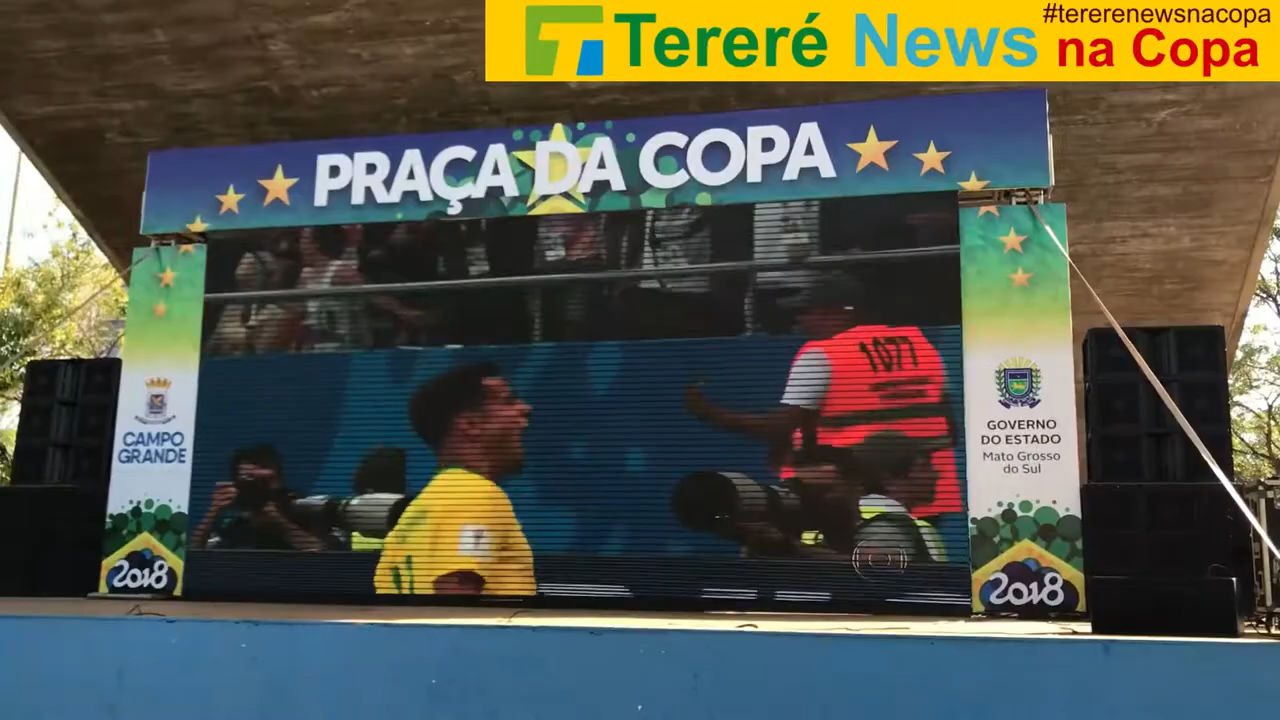 #tererenewsnacopa
Tereré News na Copa
PRAÇA DA COPA
1077
CAMPO
GRANDE
GOVERNO
DO ESTADO
Mato Grosso
do Sul
11
2018
2018